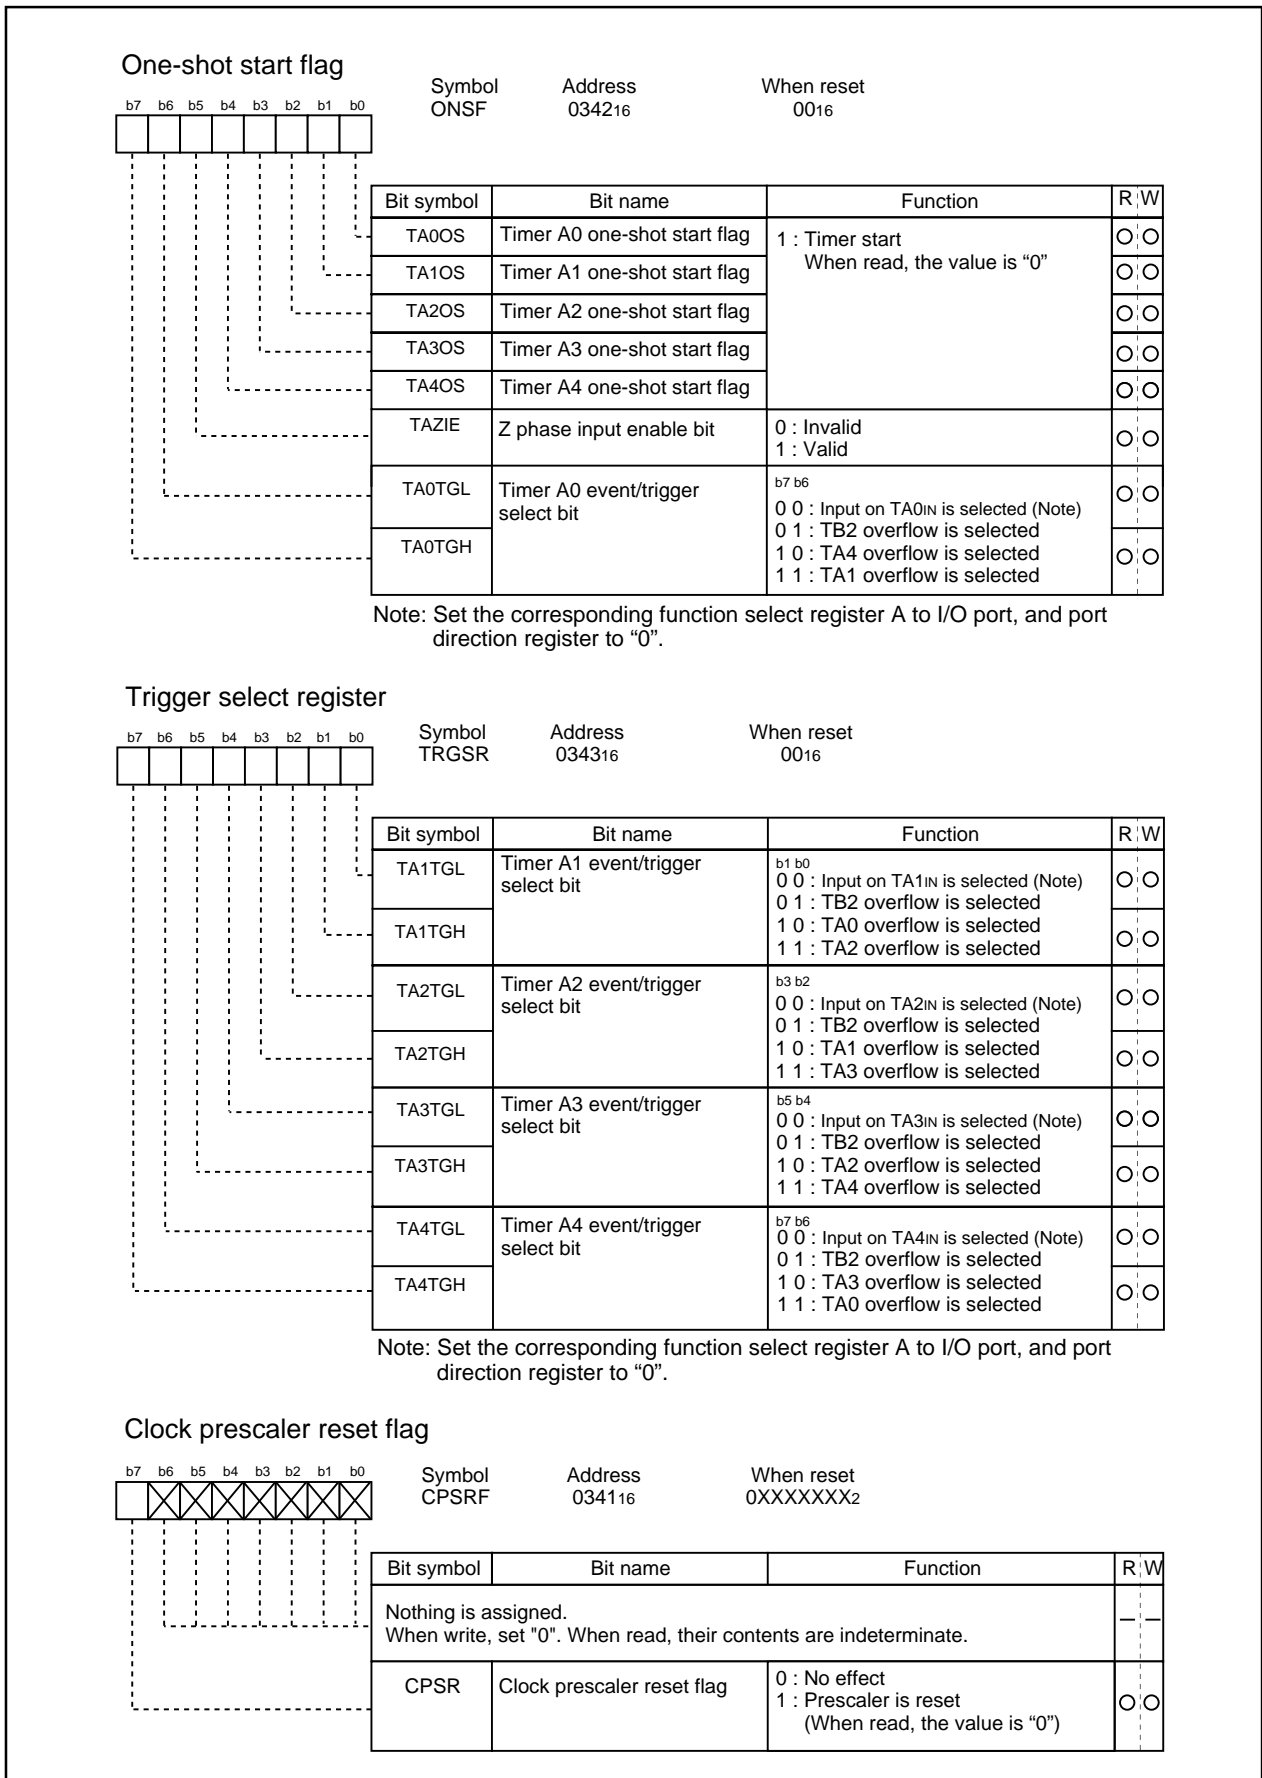 One-shot start flag
Symbol Address When reset
ONSF 034216 0016
b7 b6 b5 b4 b3 b2 b1 b0
Bit symbol Bit name Function R W
TA0OS Timer A0 one-shot start flag 1 : Timer start
When read, the value is “0”
TA1OS Timer A1 one-shot start flag
TA2OS Timer A2 one-shot start flag
TA3OS Timer A3 one-shot start flag
TA4OS Timer A4 one-shot start flag
TAZIE Z phase input enable bit 0 : Invalid
1 : Valid
TA0TGL Timer A0 event/trigger
select bit
b7 b6
0 0 : Input on TA0IN is selected (Note)
0 1 : TB2 overflow is selected
TA0TGH 1 0 : TA4 overflow is selected
1 1 : TA1 overflow is selected
Note: Set the corresponding function select register A to I/O port, and port
direction register to “0”.
Trigger select register
Symbol Address When reset
TRGSR 034316 0016
b7 b6 b5 b4 b3 b2 b1 b0
Bit symbol Bit name Function R W
TA1TGL Timer A1 event/trigger
select bit
b1 b0
0 0 : Input on TA1IN is selected (Note)
0 1 : TB2 overflow is selected
TA1TGH 1 0 : TA0 overflow is selected
1 1 : TA2 overflow is selected
TA2TGL Timer A2 event/trigger
select bit
b3 b2
0 0 : Input on TA2IN is selected (Note)
0 1 : TB2 overflow is selected
TA2TGH 1 0 : TA1 overflow is selected
1 1 : TA3 overflow is selected
TA3TGL Timer A3 event/trigger
select bit
b5 b4
0 0 : Input on TA3IN is selected (Note)
0 1 : TB2 overflow is selected
TA3TGH 1 0 : TA2 overflow is selected
1 1 : TA4 overflow is selected
TA4TGL Timer A4 event/trigger
select bit
b7 b6
0 0 : Input on TA4IN is selected (Note)
0 1 : TB2 overflow is selected
TA4TGH 1 0 : TA3 overflow is selected
1 1 : TA0 overflow is selected
Note: Set the corresponding function select register A to I/O port, and port
direction register to “0”.
Clock prescaler reset flag
Symbol Address When reset
CPSRF 034116 0XXXXXXX2
b7 b6 b5 b4 b3 b2 b1 b0
Bit symbol Bit name Function R W
Nothing is assigned.
When write, set "0". When read, their contents are indeterminate.
CPSR Clock prescaler reset flag 0 : No effect
1 : Prescaler is reset
(When read, the value is “0”)